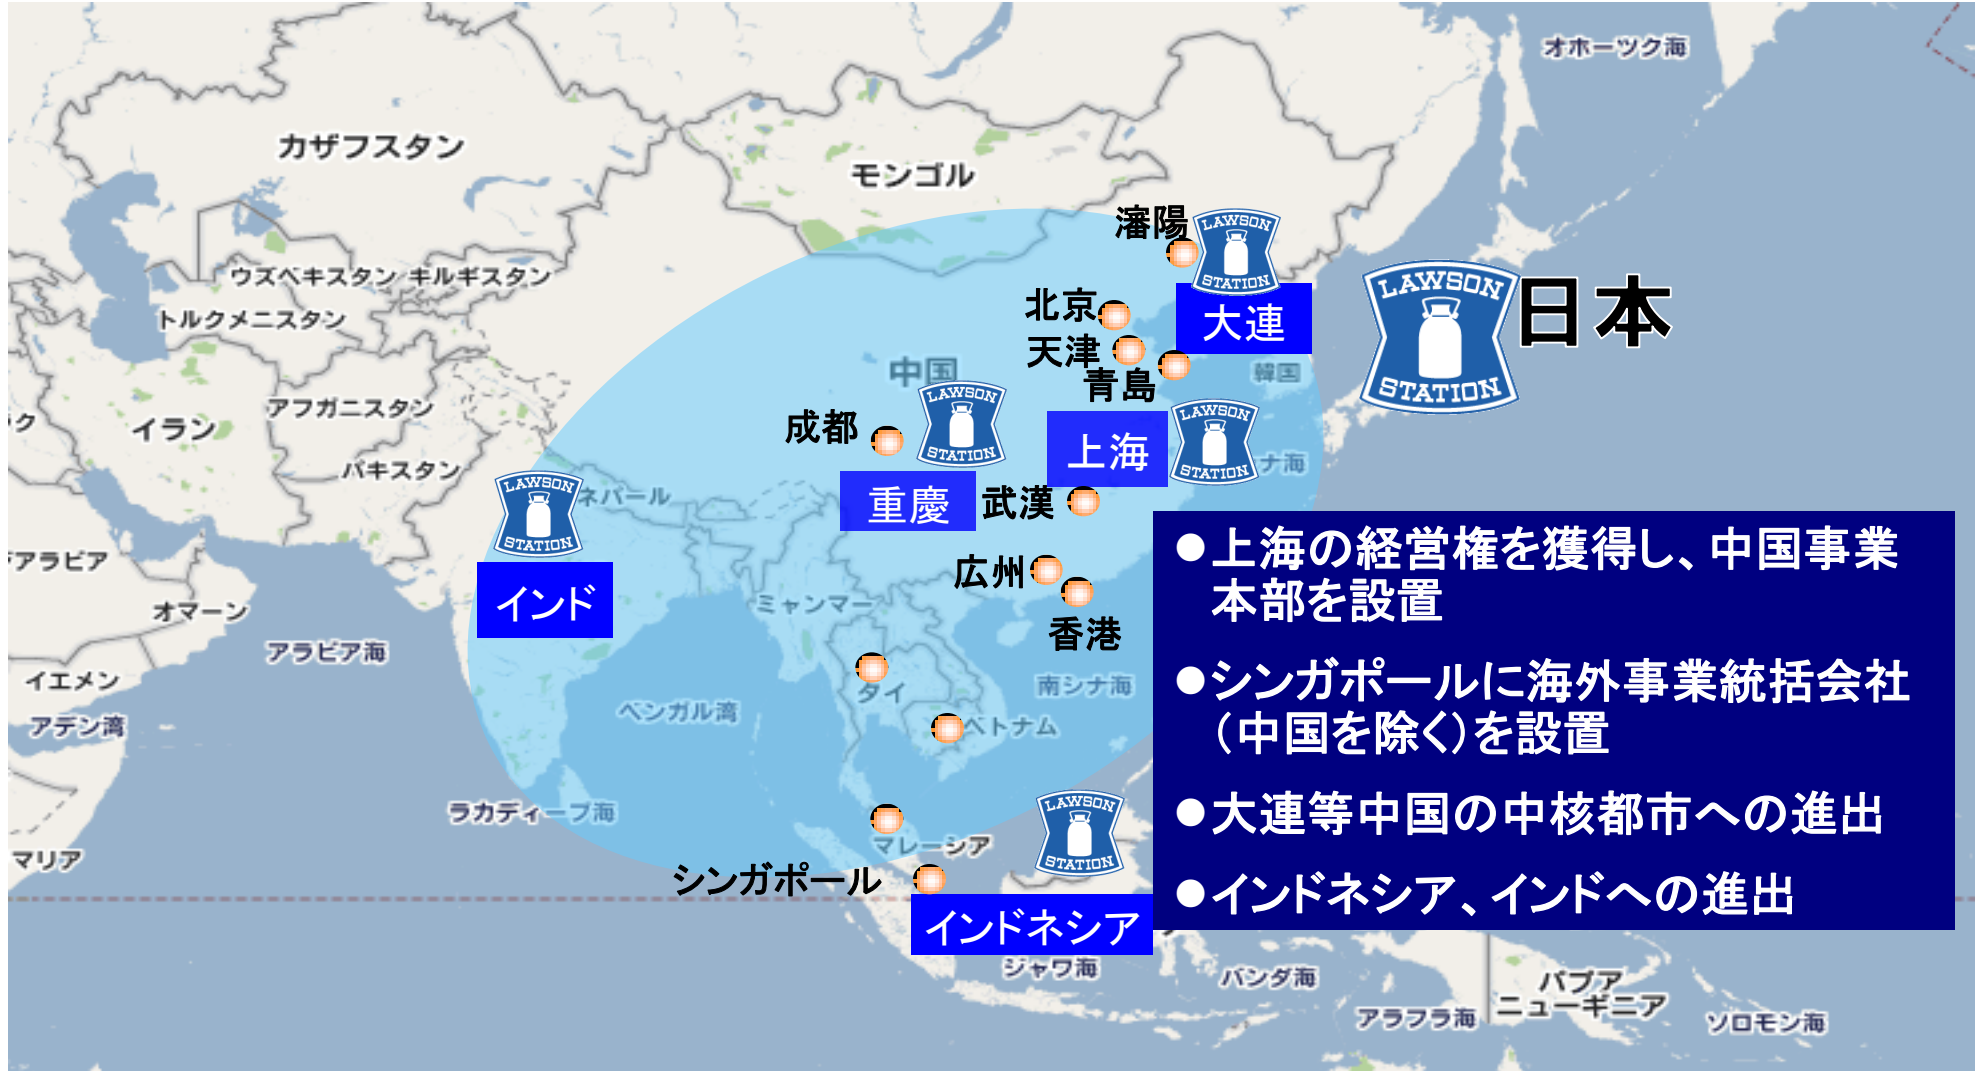 オホーツク海
カザフスタン
モンゴル
瀋陽
LAWSON
STATION
ウズベキスタン
キルギスタン
トルクメニスタン
北京
大連
LAWSON
STATION
日本
天津
中国
青島
韓国
アフガニスタン
イラン
ク
成都
LAWSON
STATION
上海
LAWSON
STATION
ナ海
パキスタン
LAWSON
STATION
ネパール
重慶
武漢
アラビア
インド
広州
ミャンマー
オマーン
香港
アラビア海
イエメン
タイ
南シナ海
アデン湾
ベンガル湾
ベトナム
●上海の経営権を獲得し、中国事業
本部を設置
●シンガポールに海外事業統括会社
（中国を除く）を設置
●大連等中国の中核都市への進出
●インドネシア、インドへの進出
ラカディーブ海
マレーシア
LAWSON
STATION
マリア
シンガポール
インドネシア
ジャワ海
バンダ海
パプア
ニューギニア
アラフラ海
ソロモン海